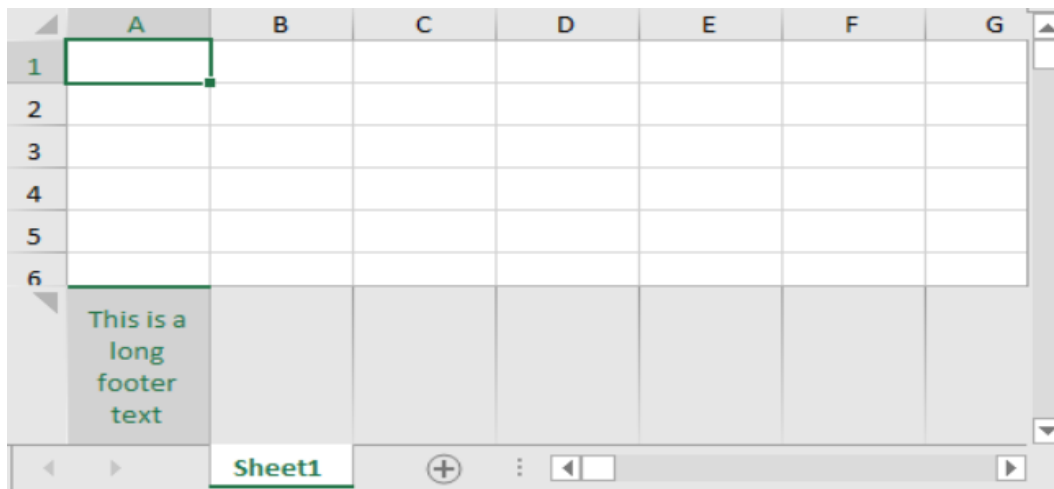 A B C D E F G
1
2
3
4
5
6
This is a
long
footer
text
Sheet1